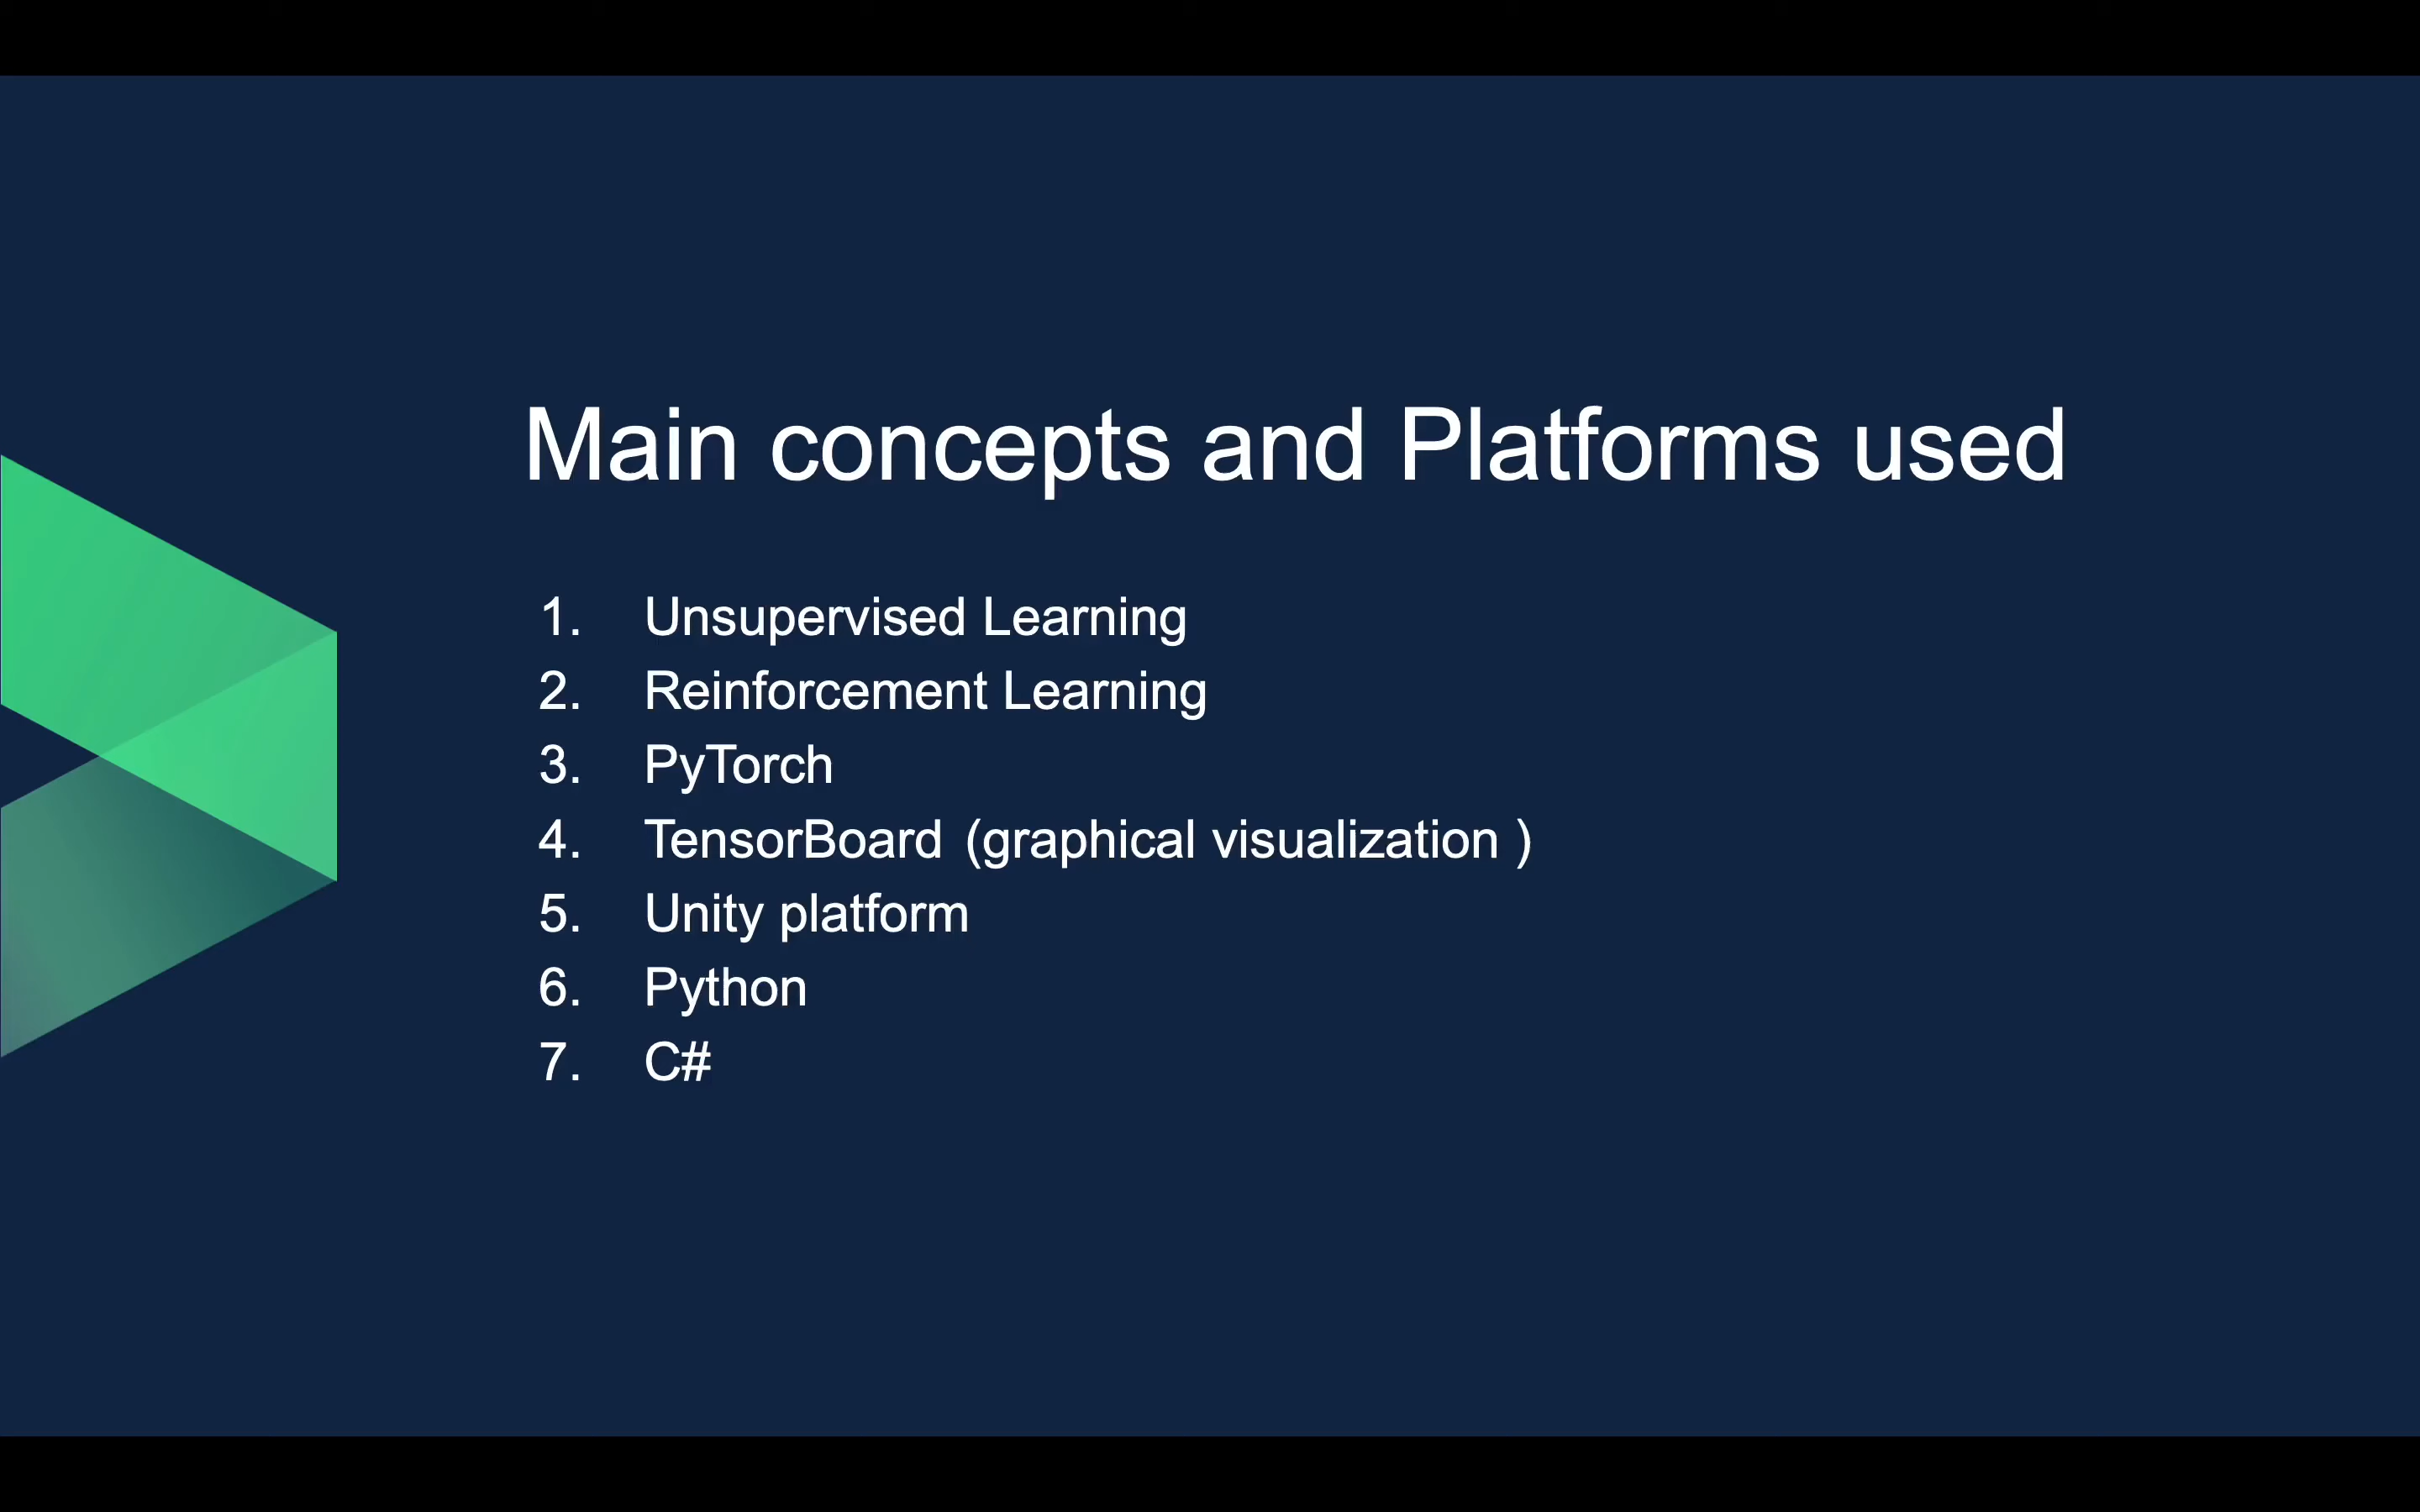 Main concepts and Platforms used
1. Unsupervised Learning
2. Reinforcement Learning
3. PyTorch
4. TensorBoard (graphical visualization )
5. Unity platform
6. Python
7. C#